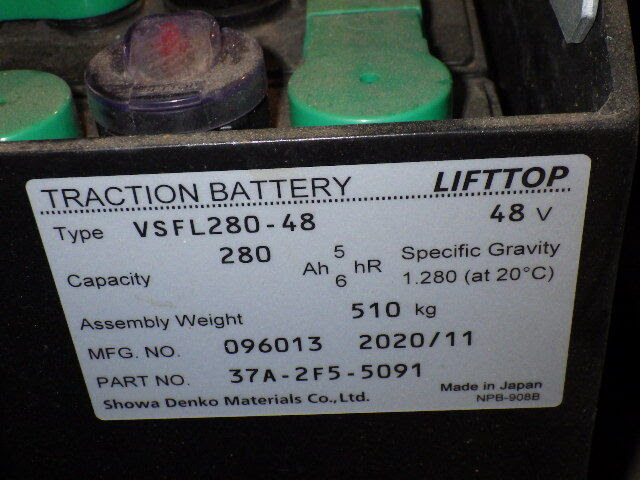 TRACTION BATTERY LIFTTOP
Type VSFL280-48 48 V
Capacity 280 Ah 5 6 hR Specific Gravity 1.280 (at 20°C)
Assembly Weight 510 kg
MFG. NO. 096013 2020/11
PART NO. 37A-2F5-5091
Showa Denko Materials Co.,Ltd. Made in Japan
NPB-908B